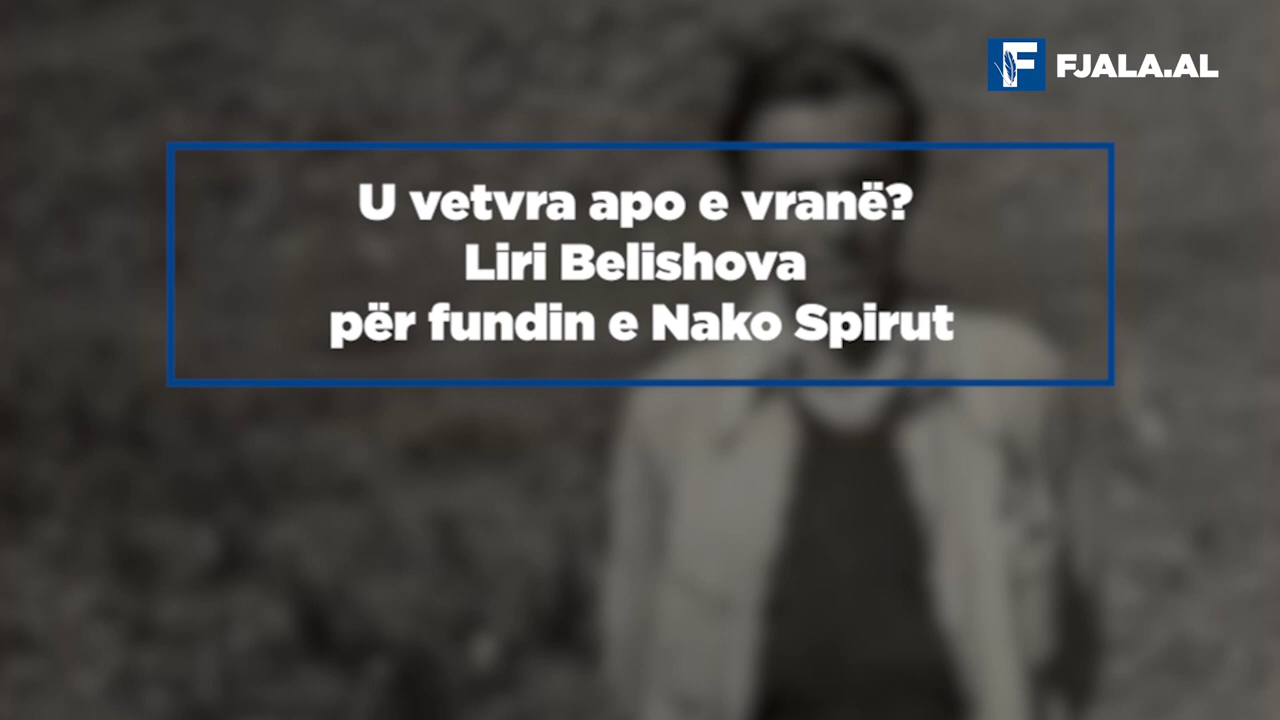 FJALA.AL
U vetvra apo e vranë?
Liri Belishova
për fundin e Nako Spirut